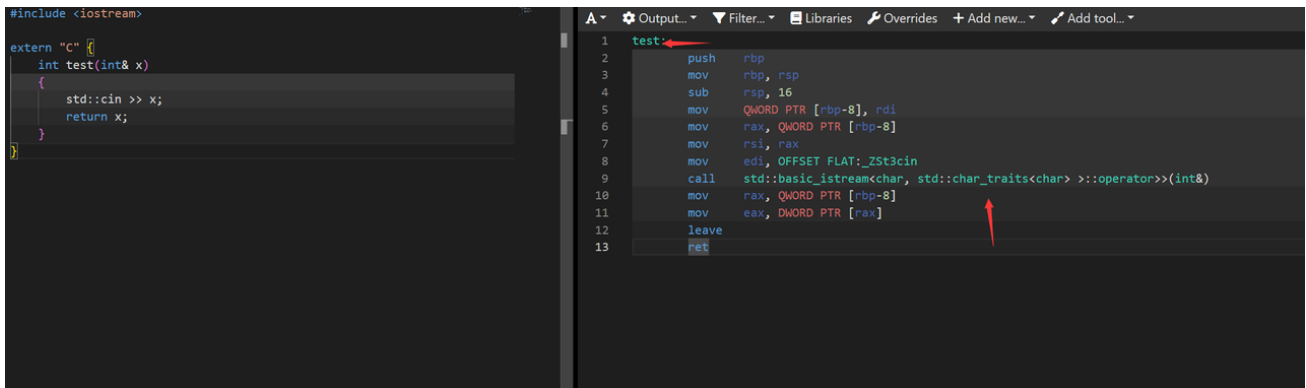 #include <iostream>
extern "C" {
int test(int& x)
{
std::cin >> x;
return x;
}
}
A Output... Filter... Libraries Overrides + Add new... Add tool...
1 test:
2 push rbp
3 mov rbp, rsp
4 sub rsp, 16
5 mov QWORD PTR [rbp-8], rdi
6 mov rax, QWORD PTR [rbp-8]
7 mov rsi, rax
8 mov edi, OFFSET FLAT:_ZSt3cin
9 call std::basic_istream<char, std::char_traits<char> >::operator>>(int&)
10 mov rax, QWORD PTR [rbp-8]
11 mov eax, DWORD PTR [rax]
12 leave
13 ret